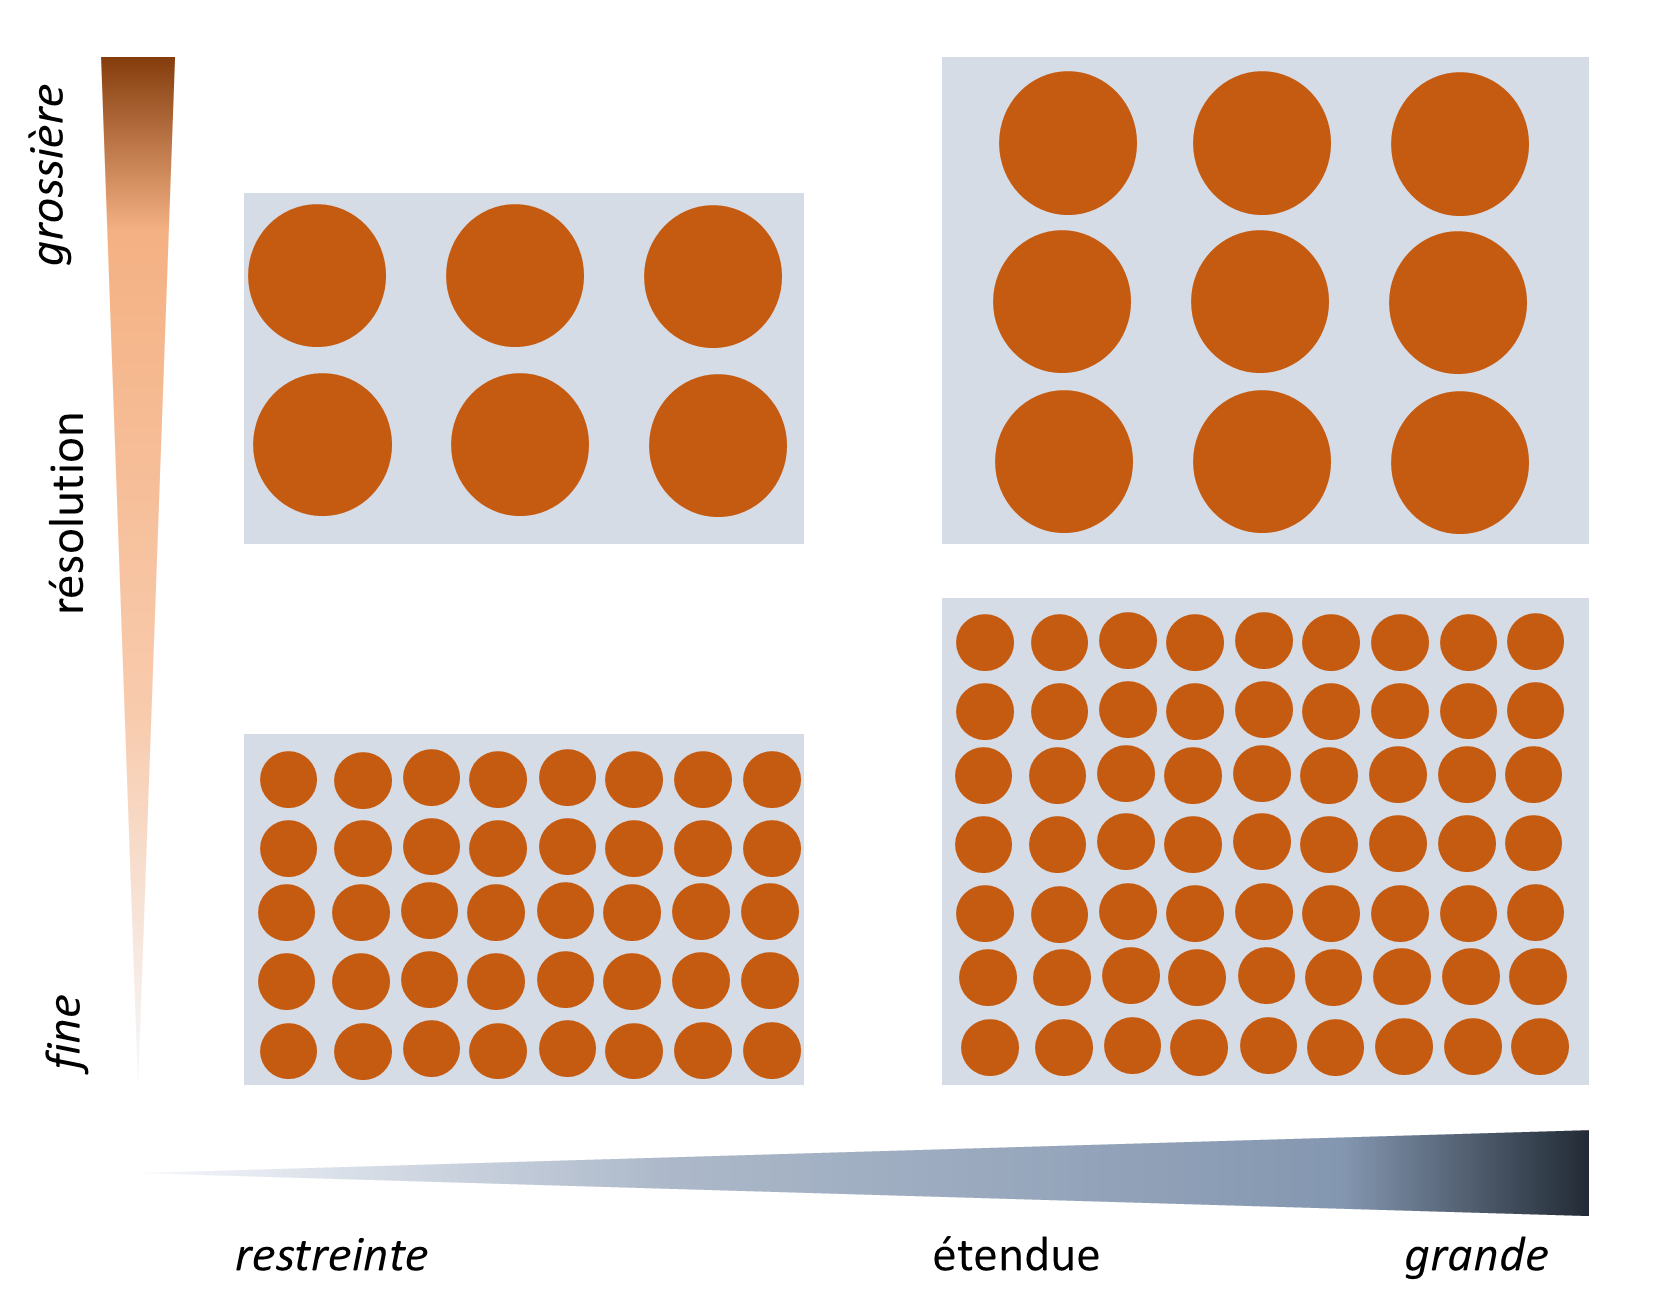 grossière
résolution
fine
restreinte
étendue
grande